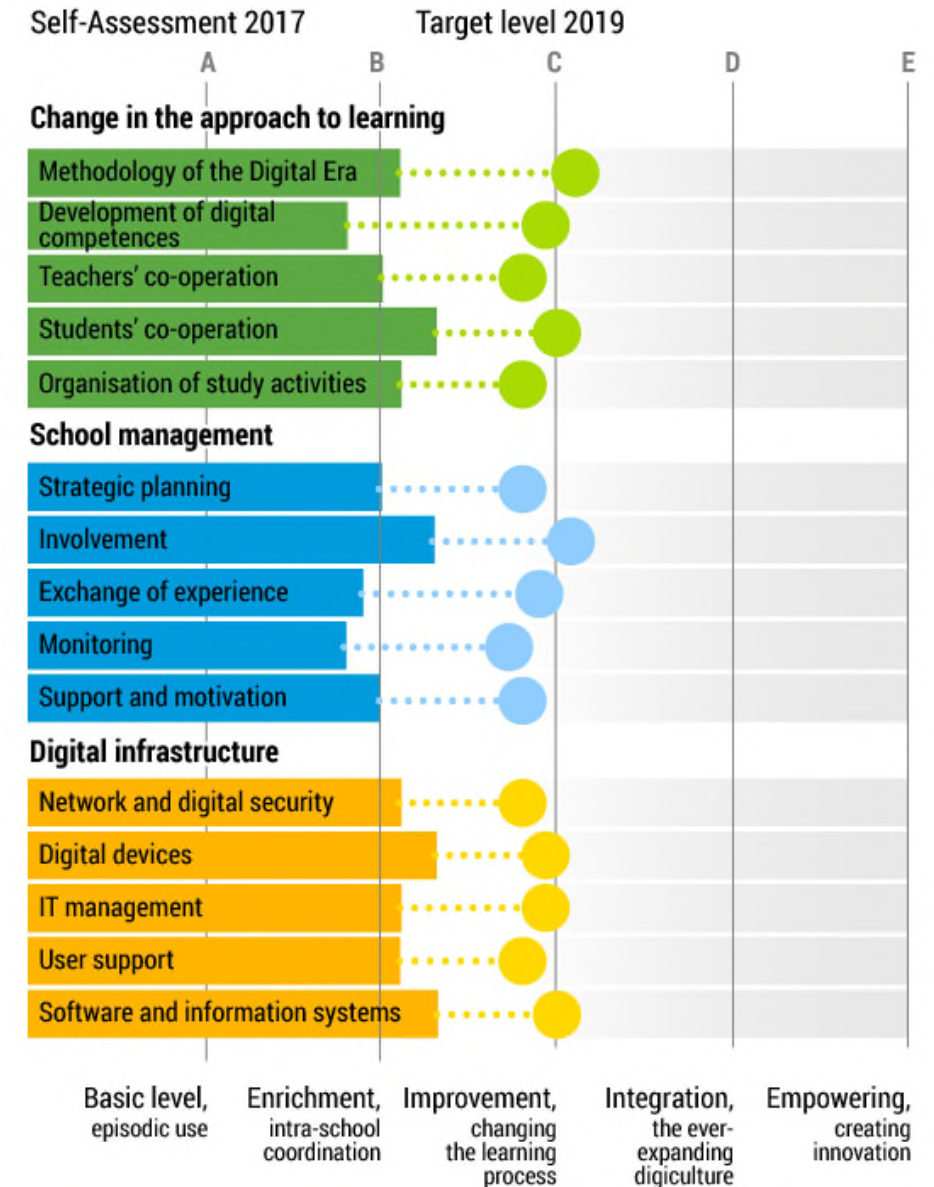 Self-Assessment 2017 Target level 2019
A B C D E
Change in the approach to learning
Methodology of the Digital Era
Development of digital
competences
Teachers’ co-operation
Students’ co-operation
Organisation of study activities
School management
Strategic planning
Involvement
Exchange of experience
Monitoring
Support and motivation
Digital infrastructure
Network and digital security
Digital devices
IT management
User support
Software and information systems
Basic level,
episodic use
Enrichment,
intra-school
coordination
Improvement,
changing
the learning
process
Integration,
the ever-
expanding
digiculture
Empowering,
creating
innovation